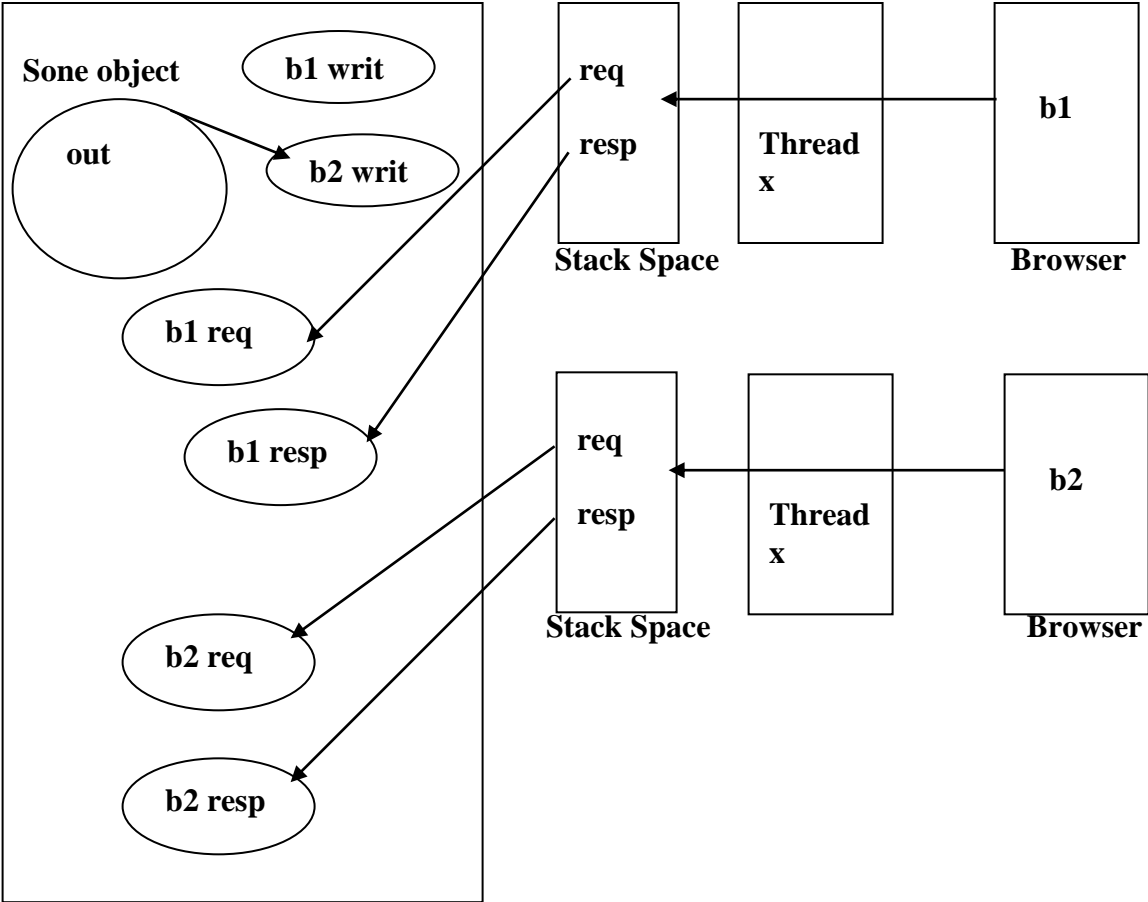 Sone object
out
b1 writ
b2 writ
b1 req
b1 resp
b2 req
b2 resp
req
resp
Stack Space
Thread
x
b1
Browser
req
resp
Stack Space
Thread
x
b2
Browser